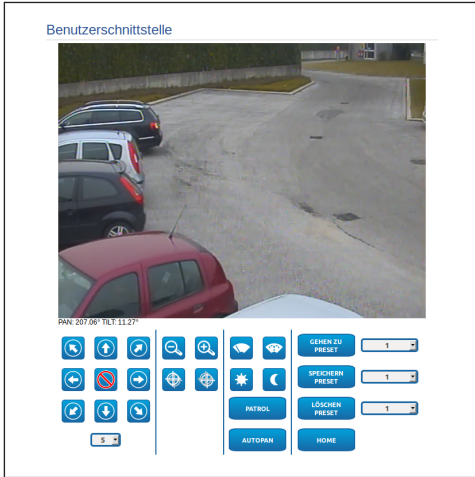 Benutzerschnittstelle
PAN: 207.06° TILT: 11.27°
GEHEN ZU
PRESET
1
SPEICHERN
PRESET
1
PATROL
LÖSCHEN
PRESET
1
5
AUTOPAN
HOME